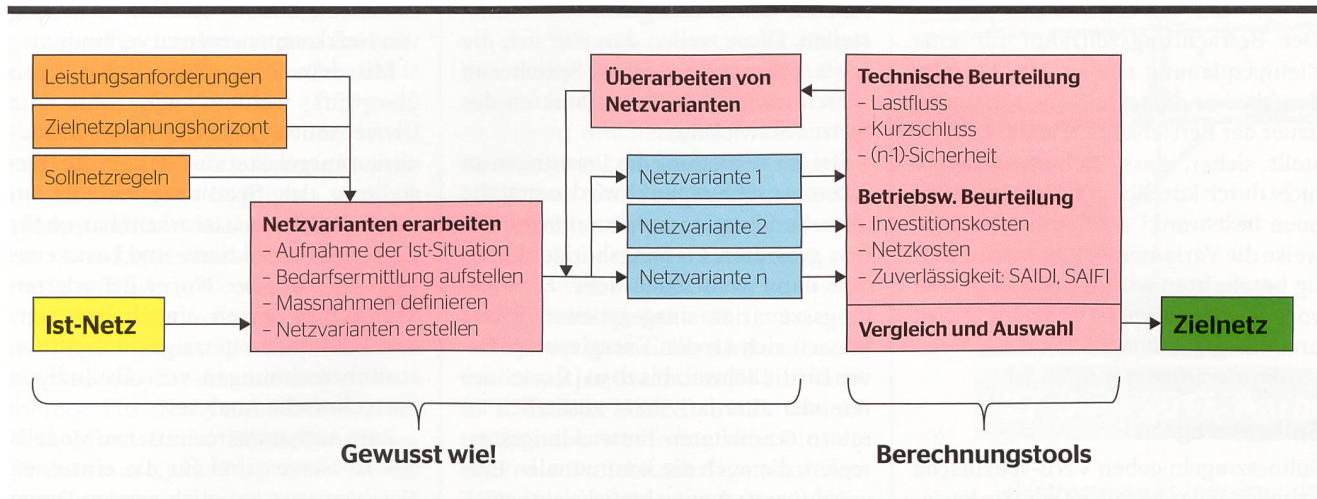 Leistungsanforderungen
Zielnetzplanungshorizont
Sollnetzregeln
Ist-Netz
Netzvarianten erarbeiten
- Aufnahme der Ist-Situation
- Bedarfsermittlung aufstellen
- Massnahmen definieren
- Netzvarianten erstellen
Überarbeiten von
Netzvarianten
Netzvariante 1
Netzvariante 2
Netzvariante n
Technische Beurteilung
- Lastfluss
- Kurzschluss
- (n-1)-Sicherheit
Betriebsw. Beurteilung
- Investitionskosten
- Netzkosten
- Zuverlässigkeit: SAIDI, SAIFI
Vergleich und Auswahl
Zielnetz
Gewusst wie!
Berechnungstools